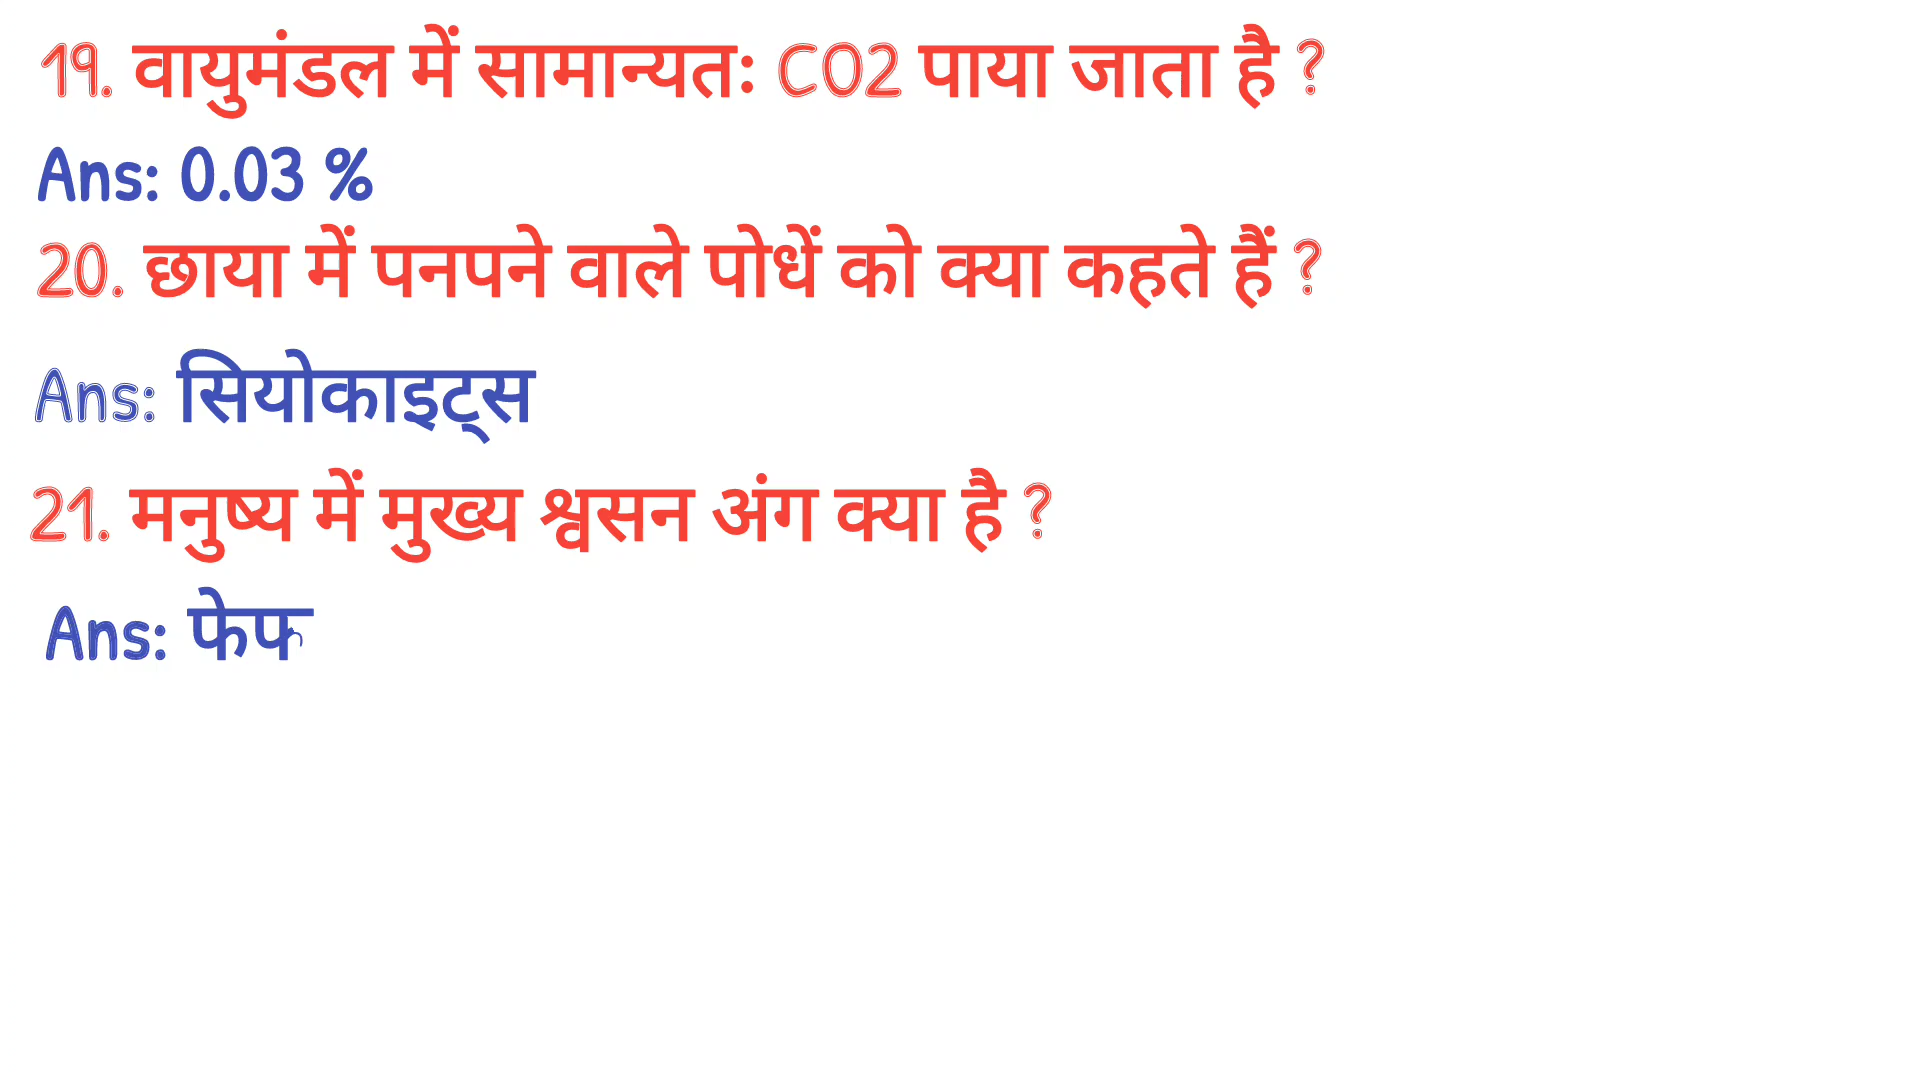 19. वायुमंडल में सामान्यतः CO2 पाया जाता है ?
Ans: 0.03 %
20. छाया में पनपने वाले पोधें को क्या कहते हैं ?
Ans: सियोकाइट्स
21. मनुष्य में मुख्य श्वसन अंग क्या है ?
Ans: फेफ